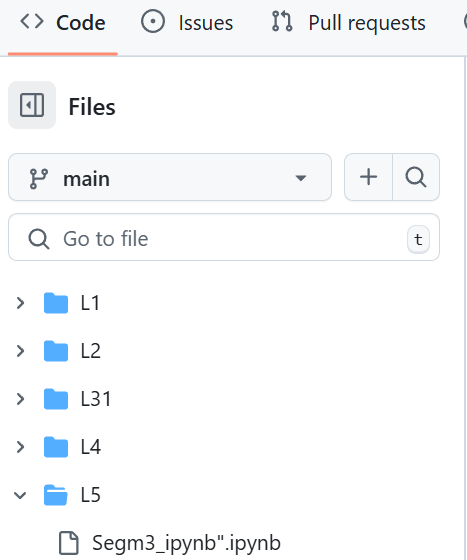 Code Issues Pull requests
Files
main
Go to file t
L1
L2
L31
L4
L5
Segm3_ipynb".ipynb